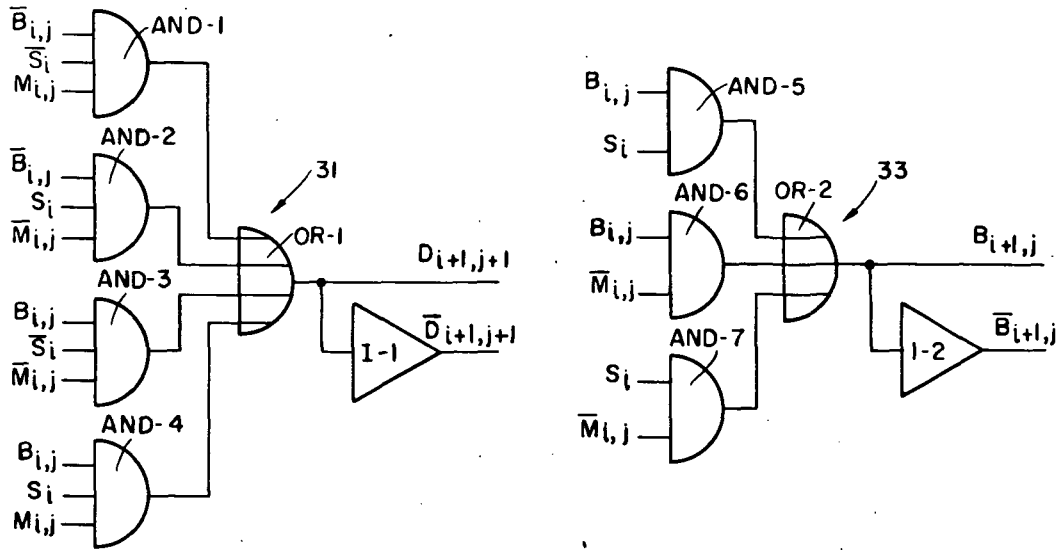 B̅i,j
S̅i
Mi,j
AND-1
AND-2
B̅i,j
Si
M̅i,j
AND-3
Bi,j
S̅i
M̅i,j
AND-4
Bi,j
Si
Mi,j
31
OR-1
Di+1,j+1
D̅i+1,j+1
I-1
Bi,j
Si
AND-5
AND-6
Bi,j
M̅i,j
AND-7
Si
M̅i,j
OR-2
33
Bi+1,j
B̅i+1,j
I-2